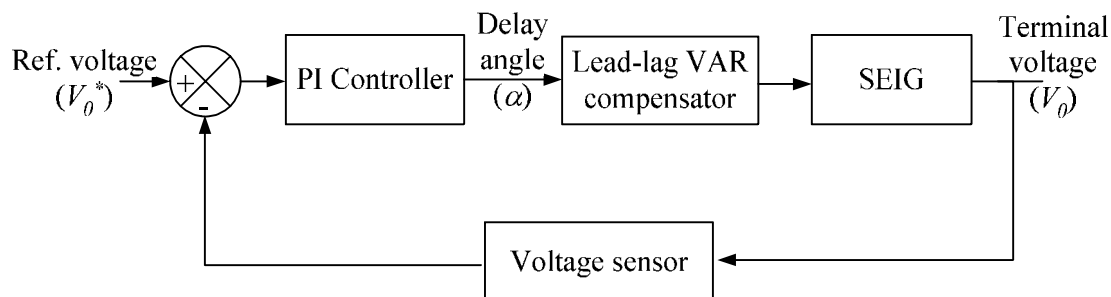 Ref. voltage
(V₀*)
+
-
PI Controller
Delay
angle
(α)
Lead-lag VAR
compensator
SEIG
Terminal
voltage
(V₀)
Voltage sensor